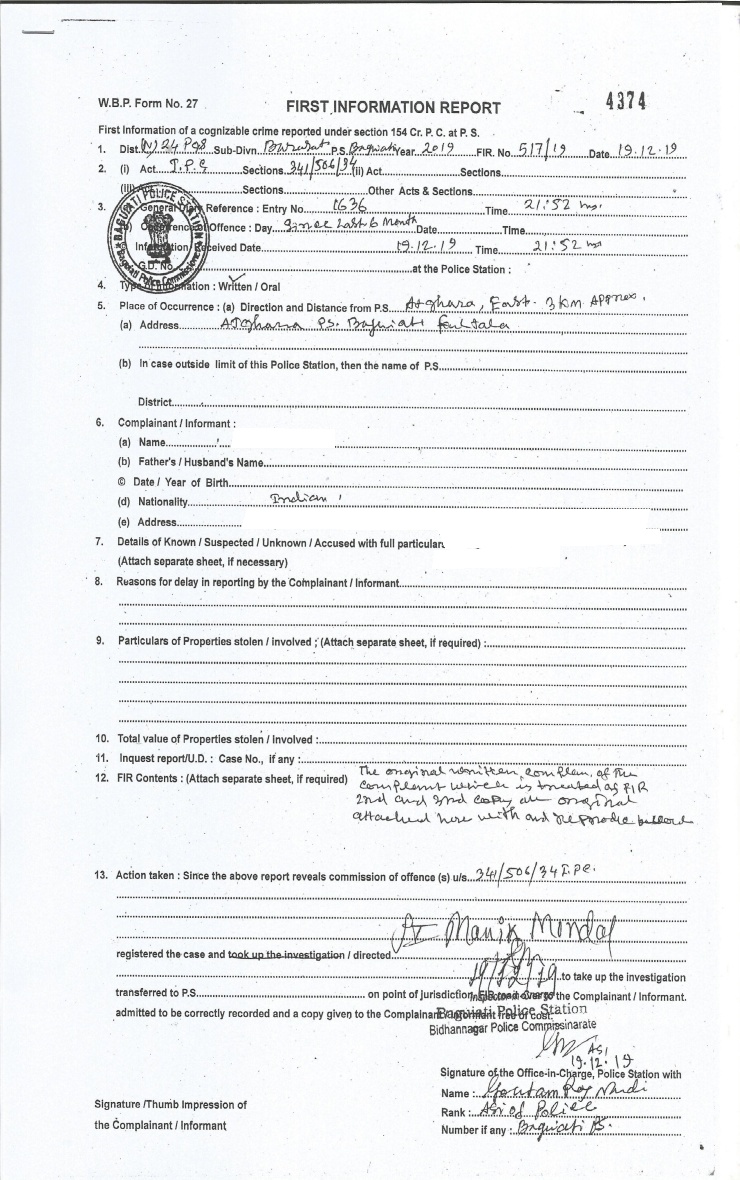 W.B.P. Form No. 27
FIRST INFORMATION REPORT
4374
First Information of a cognizable crime reported under section 154 Cr. P. C. at P. S.
1. Dist. (N) 24 Pgs Sub-Divn. Barasat P.S. Baguiati Year 2019 FIR. No. 517/19 Date 19.12.19
2. (i) Act I.P.C Sections 341/506/34 (ii) Act Sections
(iii) Sections Other Acts & Sections
3. General Diary Reference : Entry No. 1636 Time 21:52 hrs.
Occurrence of Offence : Day Since Last 6 Month Date Time
Information Received Date 19.12.19 Time 21:52 hrs
G.D. No. at the Police Station :
BAGUIATI POLICE STATION
4. Type of Information : Written / Oral
5. Place of Occurrence : (a) Direction and Distance from P.S. Atghara, East- 3 km Approx.
(a) Address Atghara P.S. Baguiati
(b) In case outside limit of this Police Station, then the name of P.S.
District
6. Complainant / Informant :
(a) Name
(b) Father's / Husband's Name
© Date / Year of Birth
(d) Nationality Indian
(e) Address
7. Details of Known / Suspected / Unknown / Accused with full particular
(Attach separate sheet, if necessary)
8. Reasons for delay in reporting by the Complainant / Informant
9. Particulars of Properties stolen / involved ; (Attach separate sheet, if required) :
10. Total value of Properties stolen / involved :
11. Inquest report/U.D. : Case No., if any :
12. FIR Contents : (Attach separate sheet, if required) The original written complain of the
complaint which is treated as FIR
2nd and 3rd copy original
attached here with and
13. Action taken : Since the above report reveals commission of offence (s) u/s. 341/506/34 I.P.C.
Manik Mondal
registered the case and took up the investigation / directed
19/12/19 to take up the investigation
transferred to P.S. on point of jurisdiction. FIR read over to the Complainant / Informant.
admitted to be correctly recorded and a copy given to the Complainant / Informant free of cost.
Baguiati Police Station
Bidhannagar Police Commissinarate
ASI
19.12.19
Signature of the Office-in-Charge, Police Station with
Name : Goutam Roy Nandi
Rank : ASI of Police
Number if any : Baguiati PS.
Signature /Thumb Impression of
the Complainant / Informant